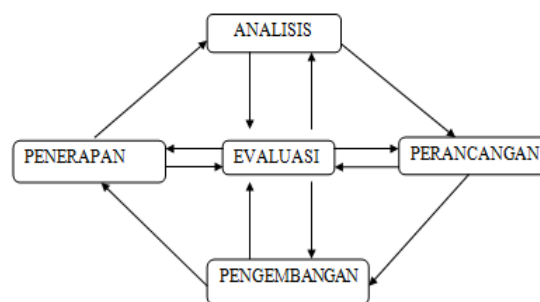 ANALISIS
PENERAPAN
EVALUASI
PERANCANGAN
PENGEMBANGAN